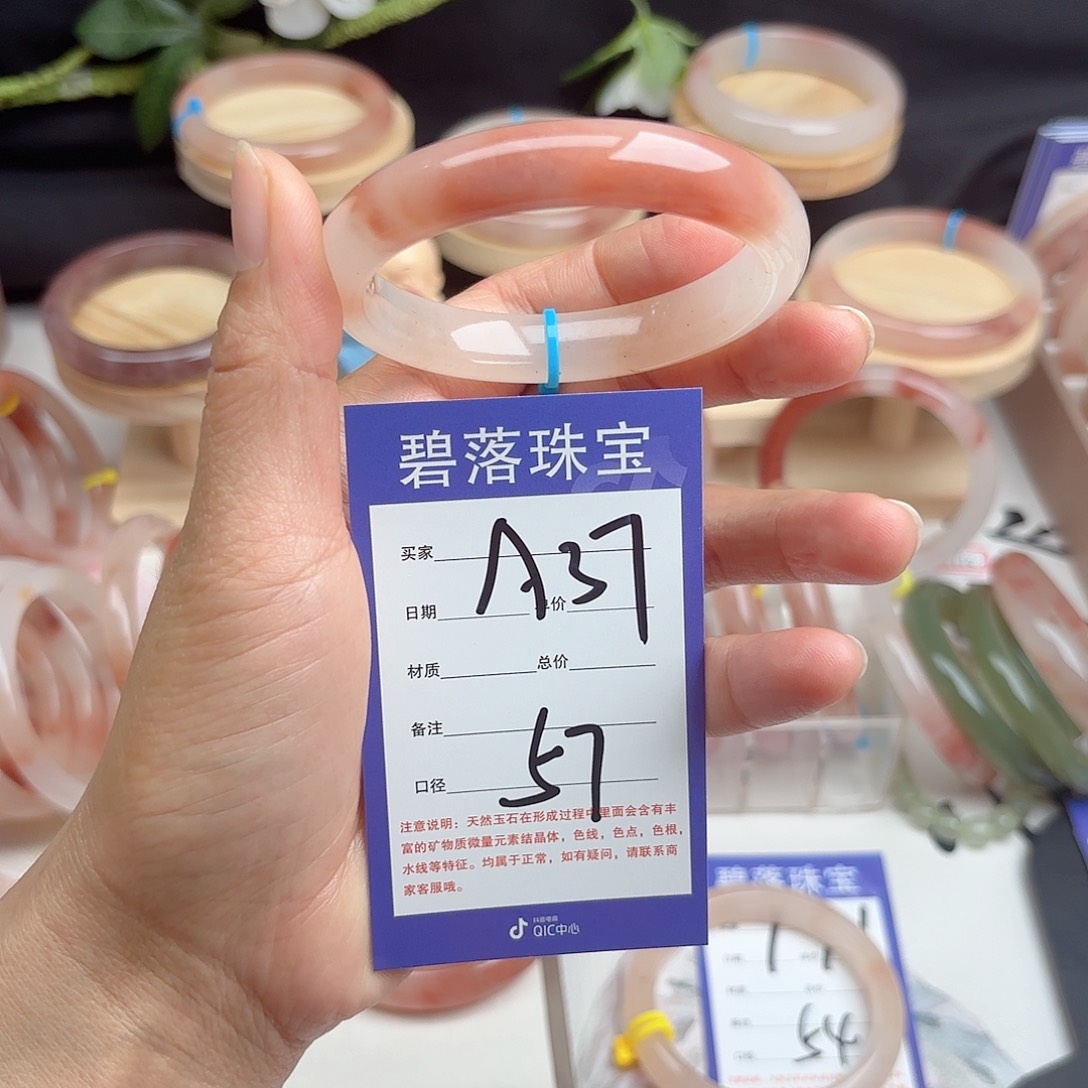 碧落珠宝
买家 A37
日期 单价
材质 总价
备注
口径 57
注意说明：天然玉石在形成过程中里面会含有丰
富的矿物质微量元素结晶体，色线，色点，色根，
水线等特征。均属于正常，如有疑问，请联系商
家客服哦。
抖音电商
QIC中心
碧落珠宝